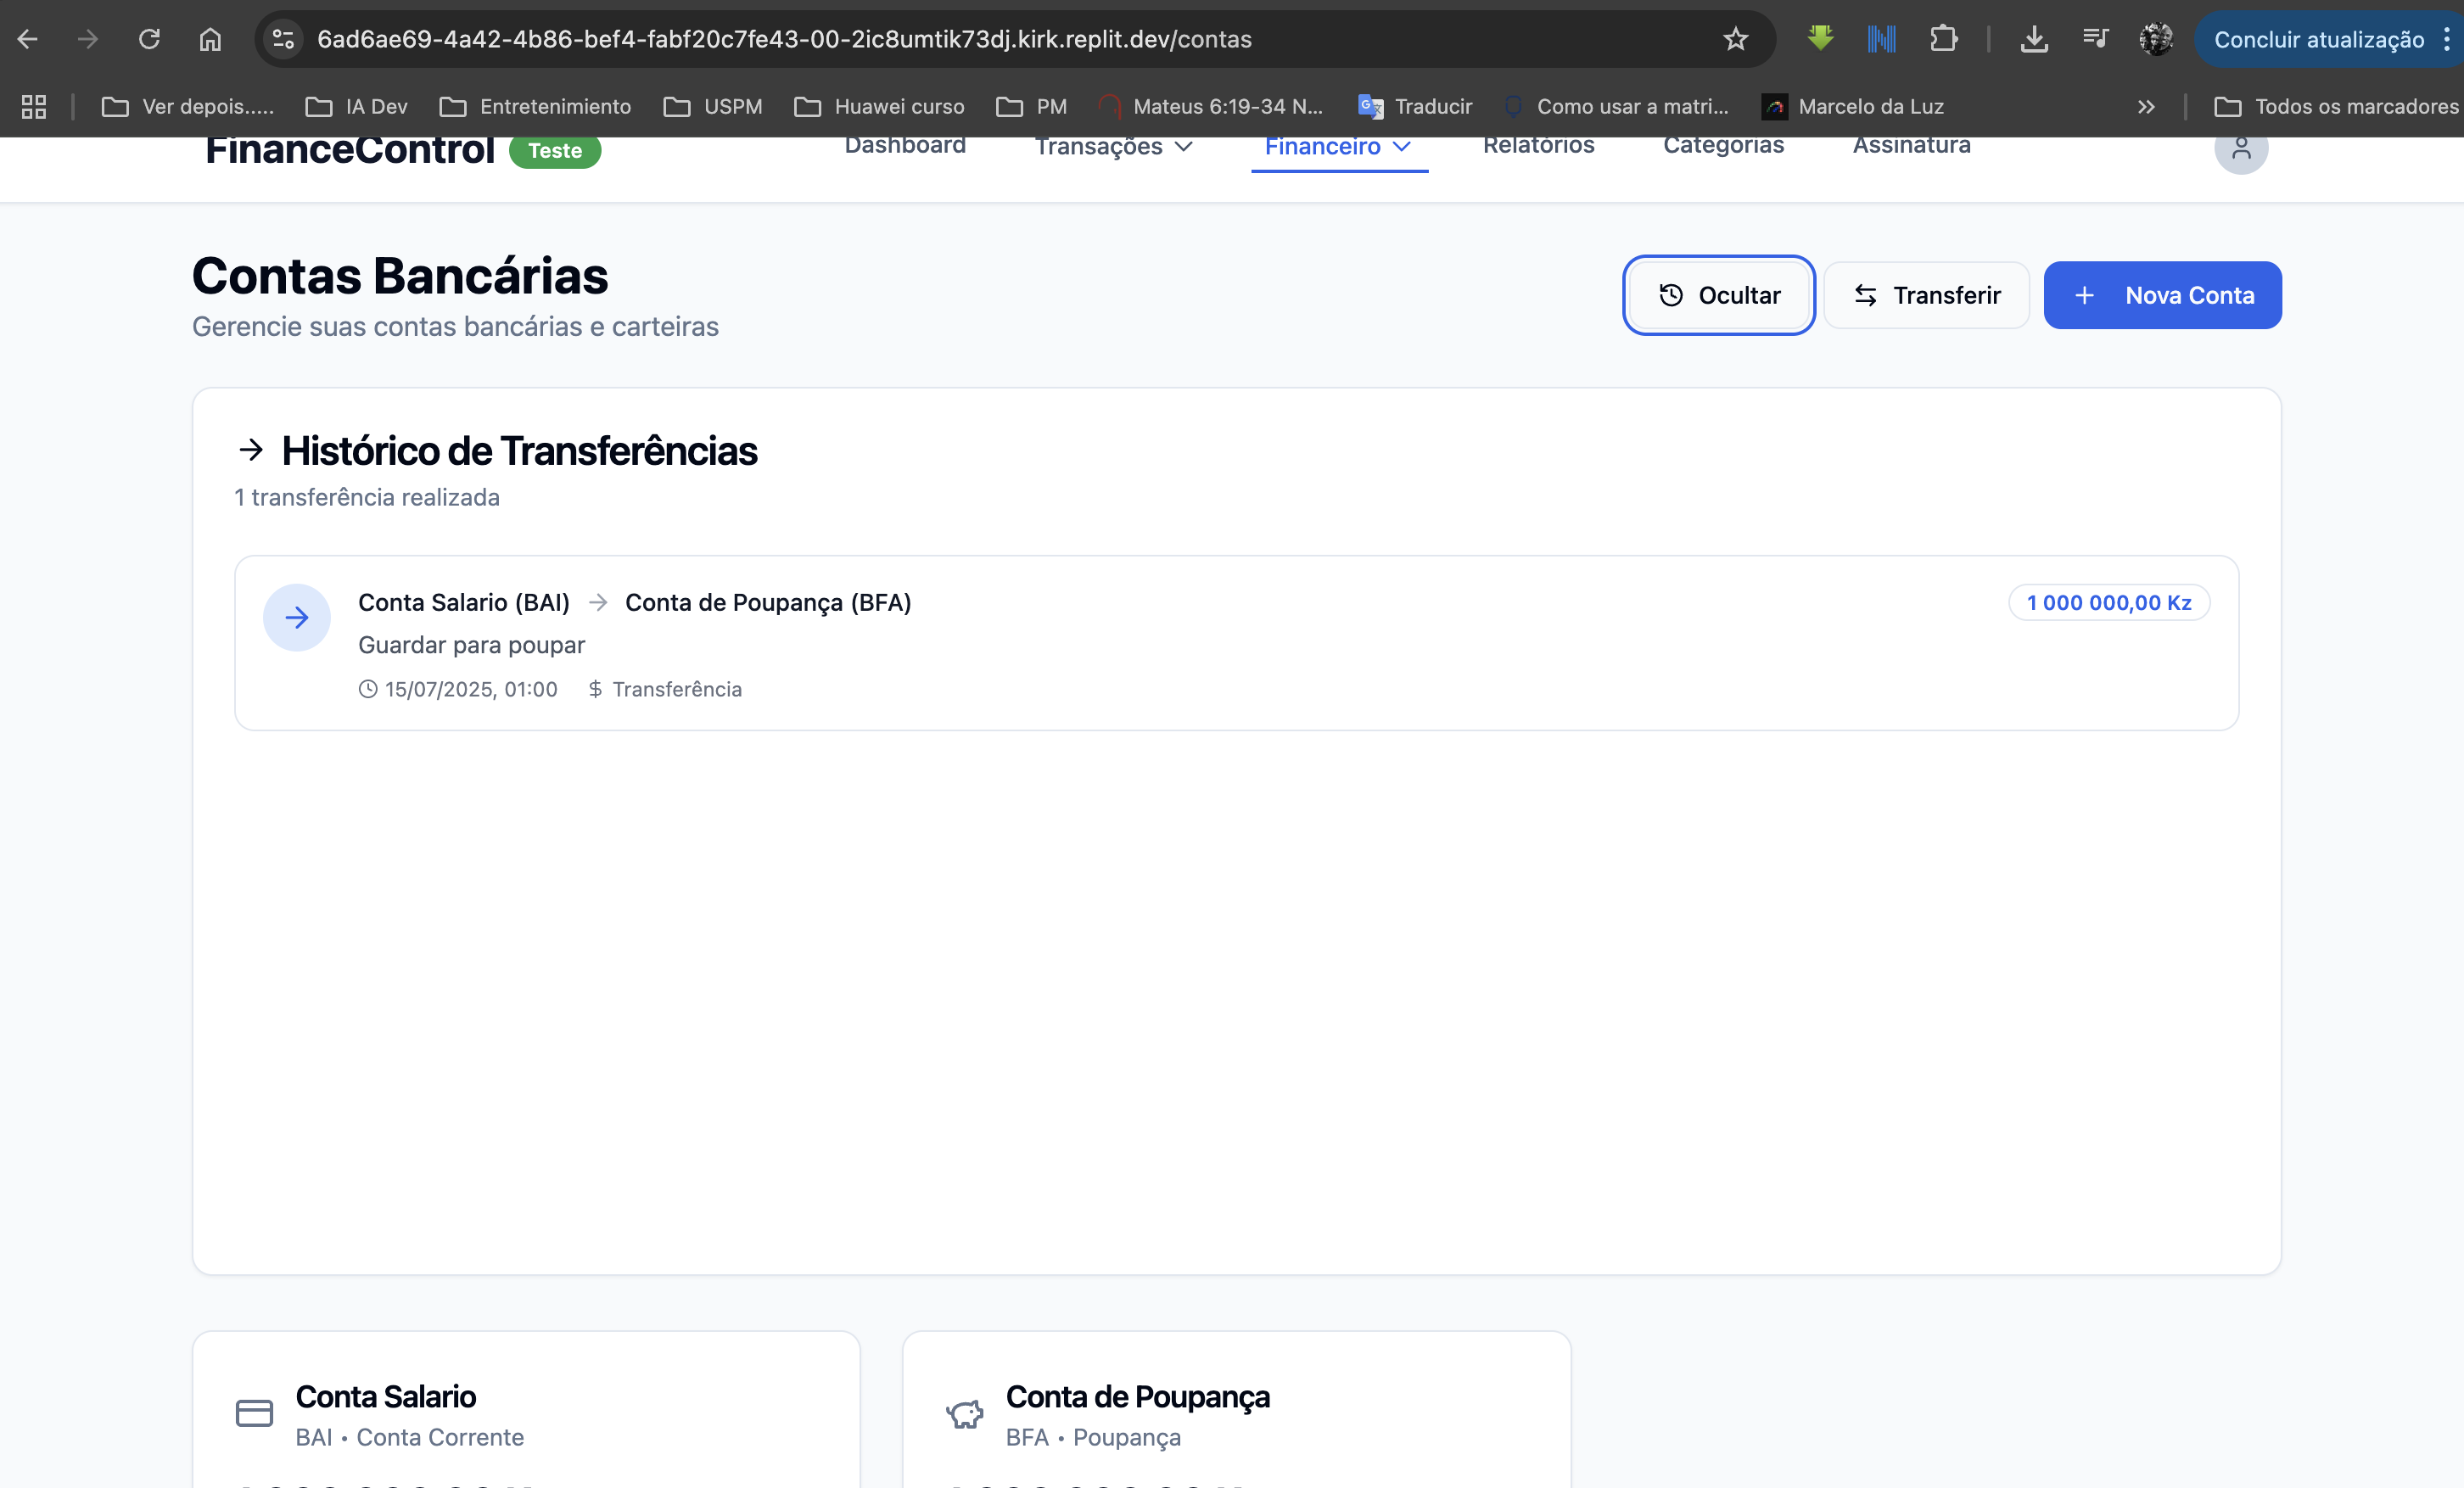 6ad6ae69-4a42-4b86-bef4-fabf20c7fe43-00-2ic8umtik73dj.kirk.replit.dev/contas
Concluir atualização
Ver depois.....
IA Dev
Entretenimiento
USPM
Huawei curso
PM
Mateus 6:19-34 N...
Traducir
Como usar a matri...
Marcelo da Luz
Todos os marcadores
FinanceControl
Teste
Dashboard
Transações
Financeiro
Relatórios
Categorias
Assinatura
Contas Bancárias
Gerencie suas contas bancárias e carteiras
Ocultar
Transferir
Nova Conta
Histórico de Transferências
1 transferência realizada
Conta Salario (BAI) → Conta de Poupança (BFA)
1 000 000,00 Kz
Guardar para poupar
15/07/2025, 01:00
$ Transferência
Conta Salario
BAI • Conta Corrente
Conta de Poupança
BFA • Poupança